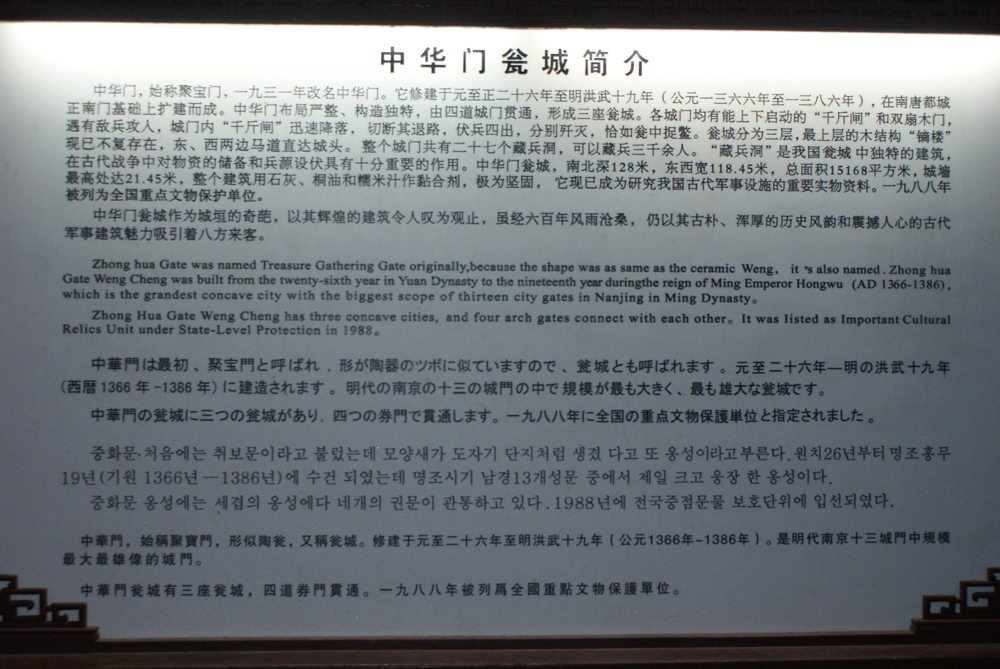 中华门瓮城简介
中华门，始称聚宝门，一九三一年改名中华门。它修建于元至正二十六年至明洪武十九年（公元一三六六年至一三八六年），在南唐都城
正南门基础上扩建而成。中华门布局严整、构造独特，由四道城门贯通，形成三座瓮城。各城门均有能上下启动的“千斤闸”和双扇木门，
遇有敌兵攻入，城门内“千斤闸”迅速降落，切断其退路，伏兵四出，分别歼灭，恰如瓮中捉鳖。瓮城分为三层，最上层的木结构“镝楼”
现已不复存在，东、西两边马道直达城头。整个城门共有二十七个藏兵洞，可以藏兵三千余人。“藏兵洞”是我国瓮城中独特的建筑，
在古代战争中对物资的储备和兵源设伏具有十分重要的作用。中华门瓮城，南北深128米，东西宽118.45米，总面积15168平方米，城墙
最高处达21.45米，整个建筑用石灰、桐油和糯米汁作黏合剂，极为坚固，它现已成为研究我国古代军事设施的重要实物资料。一九八八年
被列为全国重点文物保护单位。
中华门瓮城作为城垣的奇葩，以其辉煌的建筑令人叹为观止，虽经六百年风雨沧桑，仍以其古朴、浑厚的历史风韵和震撼人心的古代
军事建筑魅力吸引着八方来客。
Zhong hua Gate was named Treasure Gathering Gate originally,because the shape was as same as the ceramic Weng, it 's also named . Zhong hua
Gate Weng Cheng was built from the twenty-sixth year in Yuan Dynasty to the nineteenth year duringthe reign of Ming Emperor Hongwu (AD 1366-1386),
which is the grandest concave city with the biggest scope of thirteen city gates in Nanjing in Ming Dynasty。
Zhong Hua Gate Weng Cheng has three concave cities, and four arch gates connect with each other。It was Iisted as Important Cultural
Relics Unit under State-Level Protection in 1988。
中華門は最初、聚宝門と呼ばれ，形が陶器のツボに似ていますので、瓮城とも呼ばれます。元至二十六年—明の洪武十九年
(西暦1366年-1386年)に建造されます。明代の南京の十三の城門の中で規模が最も大きく、最も雄大な瓮城です。
中華門の瓮城に三つの瓮城があり，四つの券門で貫通します。一九八八年に全国の重点文物保護単位と指定されました。
중화문 처음에는 취보문이라고 불렀는데 모양새가 도자기 단지처럼 생겼 다고 또 옹성이라고부른다.원치26년부터명조흥무
19년(기원 1366년—1386년)에 수건 되였는데 명조시기 남경13개성문 중에서 제일 크고 웅장 한 옹성이다.
중화문 옹성에는 세겹의 옹성에다 네개의 권문이 관통하고 있다.1988년에 전국중점문물 보호단위에 입선되였다.
中華門，始稱聚寶門，形似陶瓮，又稱瓮城。修建于元至二十六年至明洪武十九年（公元1366年-1386年）。是明代南京十三城門中規模
最大最雄偉的城門。
中華門瓮城有三座瓮城，四道券門貫通。一九八八年被列爲全國重點文物保護單位。